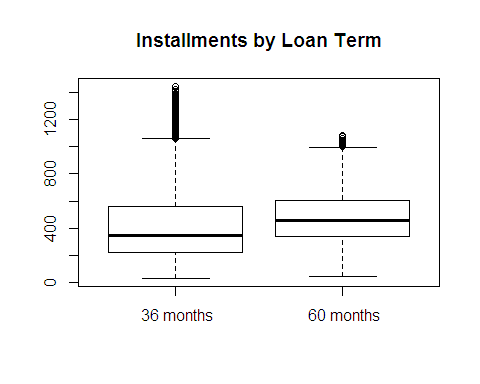 Installments by Loan Term
1200
800
400
0
36 months
60 months